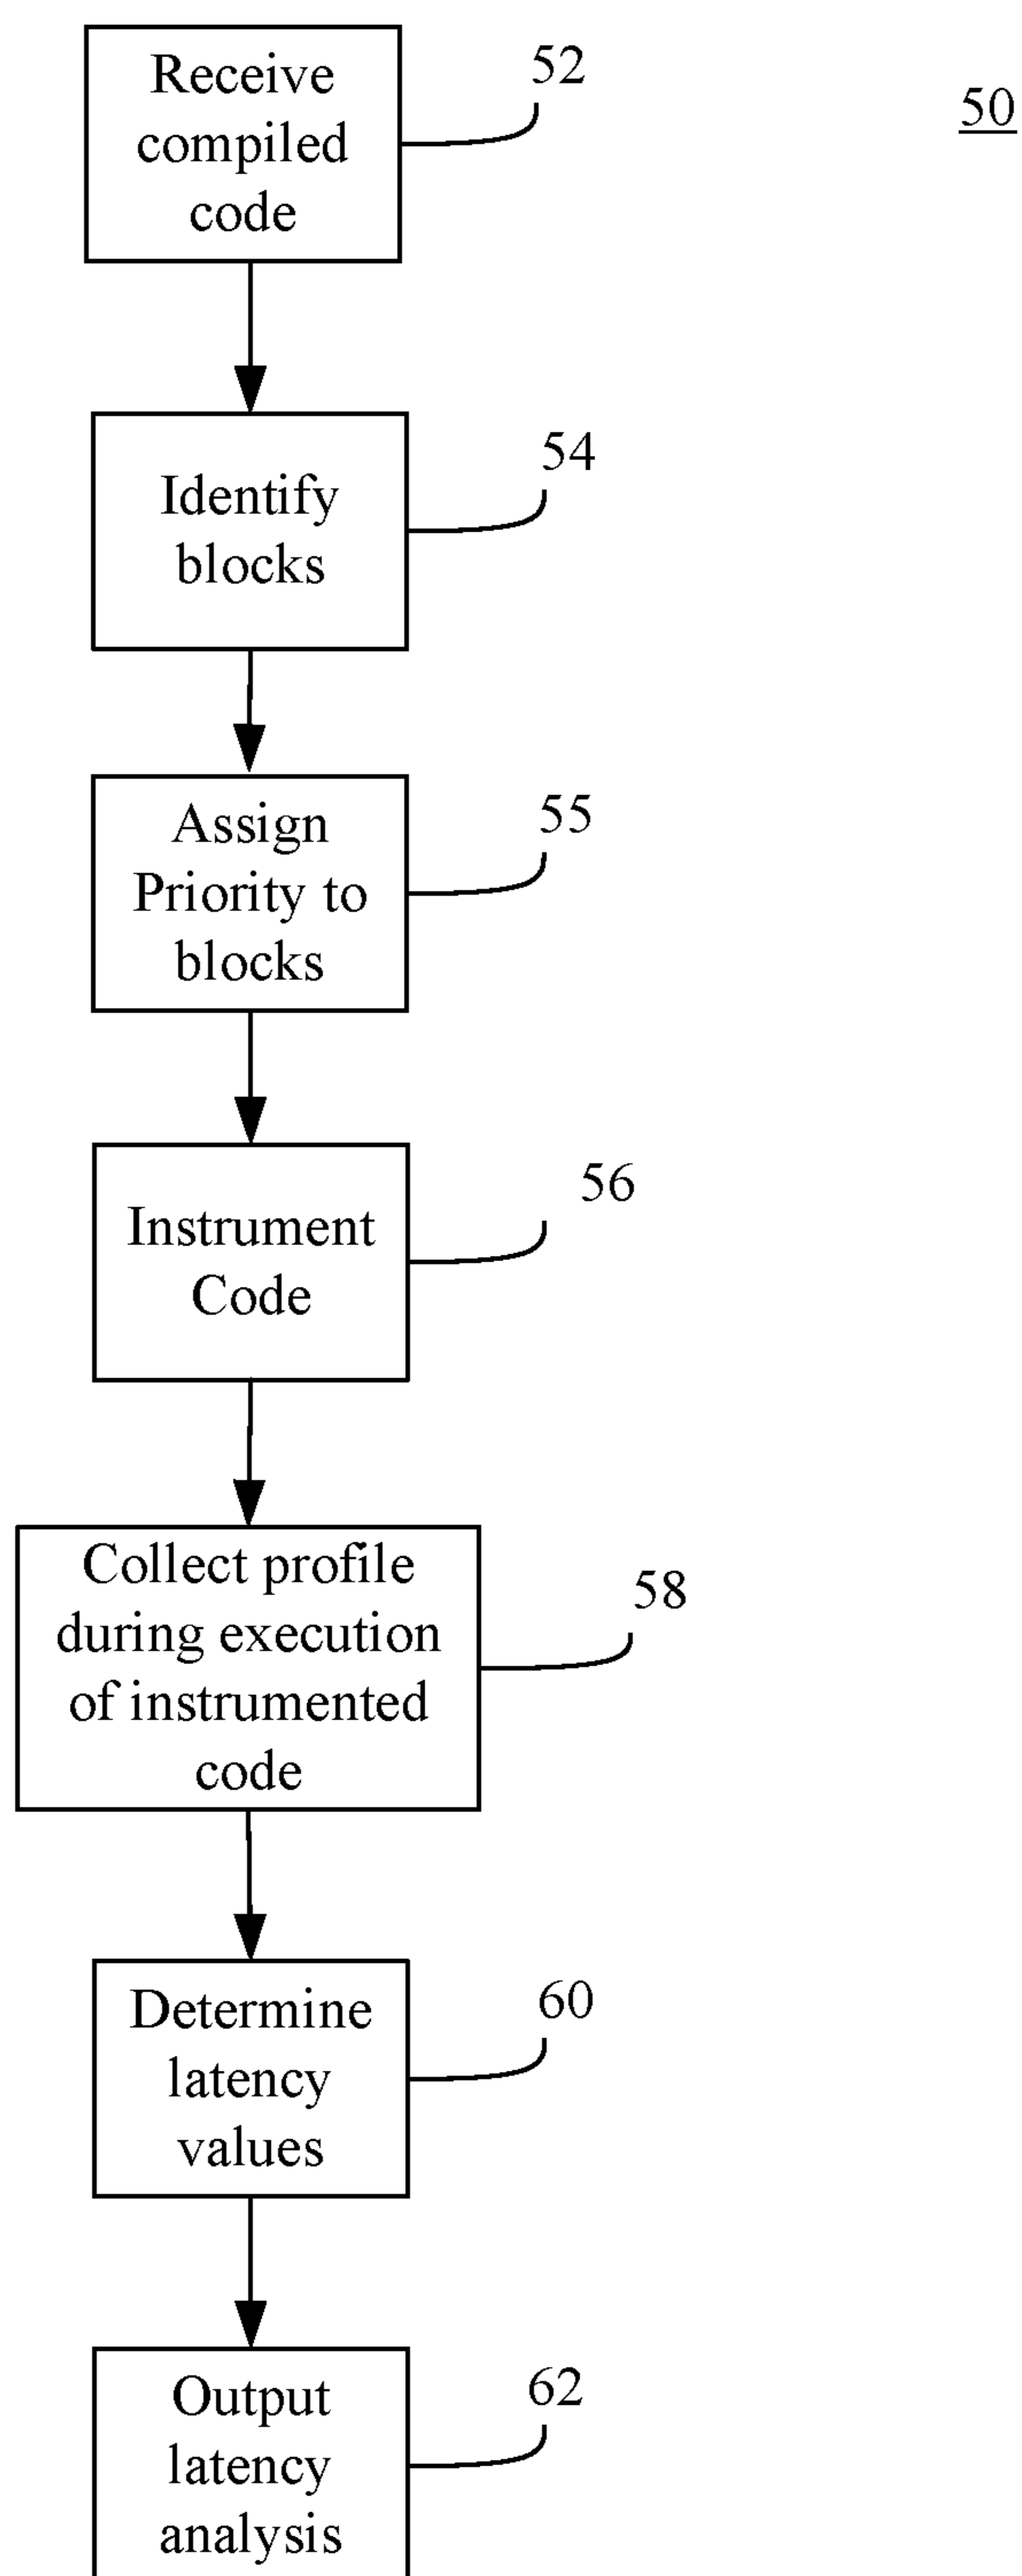 Receive
compiled
code
52
50
Identify
blocks
54
Assign
Priority to
blocks
55
Instrument
Code
56
Collect profile
during execution
of instrumented
code
58
Determine
latency
values
60
Output
latency
analysis
62